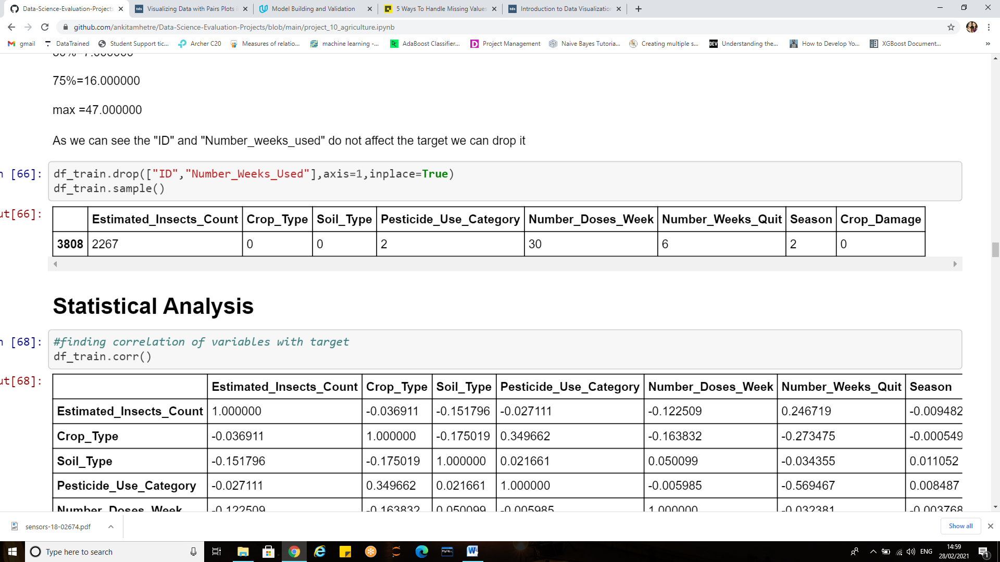 Data-Science-Evaluation-Projects
Visualizing Data with Pairs Plots i
Model Building and Validation
5 Ways To Handle Missing Values
Introduction to Data Visualization
github.com/ankitamhetre/Data-Science-Evaluation-Projects/blob/main/project_10_agriculture.ipynb
gmail
DataTrained
Student Support tic...
Archer C20
Measures of relatio...
machine learning -...
AdaBoost Classifier...
Project Management
Naive Bayes Tutoria...
Creating multiple s...
DEV Understanding the...
How to Develop Yo...
XGBoost Document...
»
75%=16.000000
max =47.000000
As we can see the "ID" and "Number_weeks_used" do not affect the target we can drop it
[66]: df_train.drop(["ID","Number_Weeks_Used"],axis=1,inplace=True)
df_train.sample()
ut[66]:
Estimated_Insects_Count Crop_Type Soil_Type Pesticide_Use_Category Number_Doses_Week Number_Weeks_Quit Season Crop_Damage
3808 2267 0 0 2 30 6 2 0
Statistical Analysis
[68]: #finding correlation of variables with target
df_train.corr()
ut[68]:
Estimated_Insects_Count Crop_Type Soil_Type Pesticide_Use_Category Number_Doses_Week Number_Weeks_Quit Season
Estimated_Insects_Count 1.000000 -0.036911 -0.151796 -0.027111 -0.122509 0.246719 -0.009482
Crop_Type -0.036911 1.000000 -0.175019 0.349662 -0.163832 -0.273475 -0.000549
Soil_Type -0.151796 -0.175019 1.000000 0.021661 0.050099 -0.034355 0.011052
Pesticide_Use_Category -0.027111 0.349662 0.021661 1.000000 -0.005985 -0.569467 0.008487
Number_Doses_Week -0.122509 -0.163832 0.050099 -0.005985 1.000000 -0.032381 -0.003768
sensors-18-02674.pdf
Show all
Type here to search
ENG
14:59
28/02/2021
1